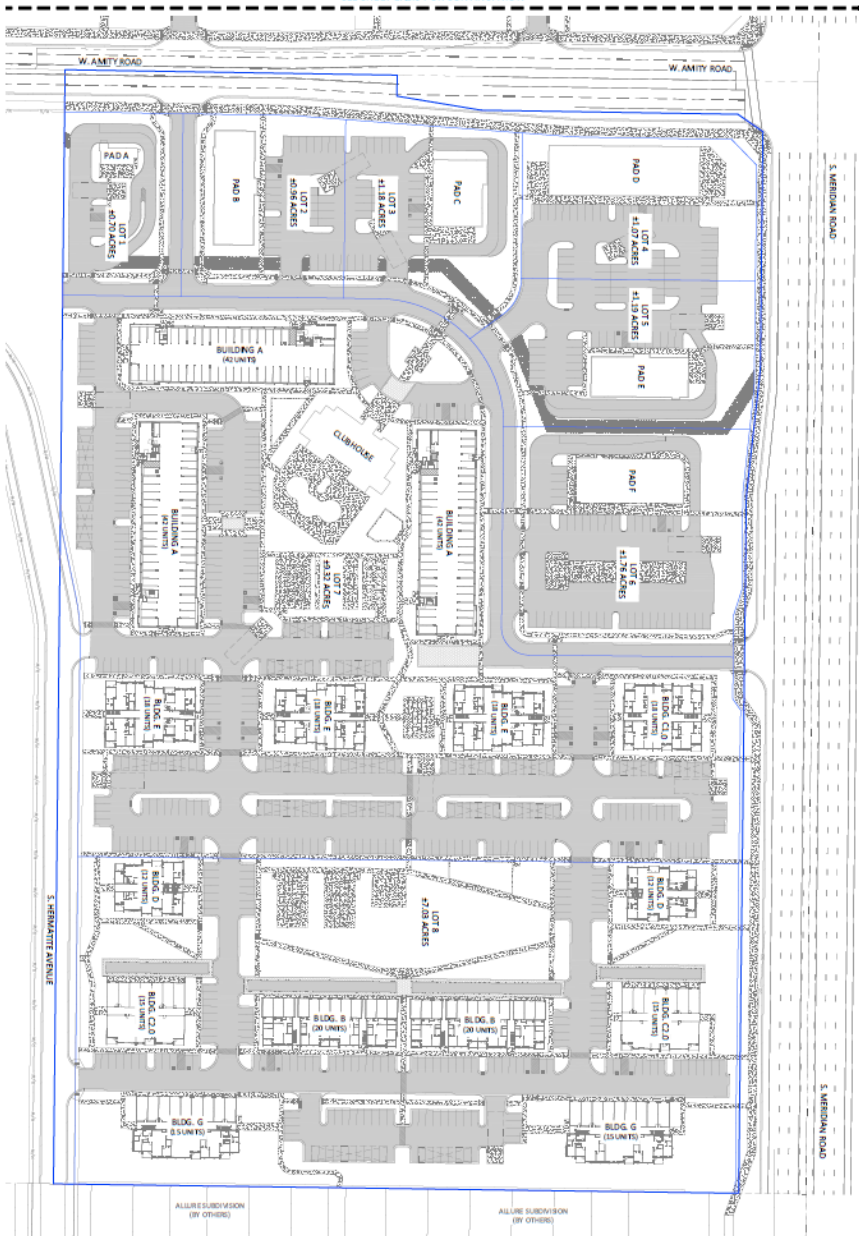 W. AMITY ROAD
W. AMITY ROAD
S. MERIDIAN ROAD
PAD A
LOT 1
±0.70 ACRES
PAD B
LOT 2
±0.96 ACRES
LOT 3
±1.18 ACRES
PAD C
PAD D
LOT 4
±1.07 ACRES
LOT 5
±1.19 ACRES
PAD E
BUILDING A
(42 UNITS)
CLUBHOUSE
BUILDING A
(42 UNITS)
BUILDING A
(42 UNITS)
PAD F
LOT 6
±1.76 ACRES
LOT 7
±9.32 ACRES
BLDG. E
(18 UNITS)
BLDG. E
(18 UNITS)
BLDG. E
(18 UNITS)
BLDG. C1.0
(18 UNITS)
BLDG. D
(12 UNITS)
LOT 8
±7.03 ACRES
BLDG. D
(12 UNITS)
S. HERMATITE AVENUE
BLDG. C2.0
(15 UNITS)
BLDG. B
(20 UNITS)
BLDG. B
(20 UNITS)
BLDG. C2.0
(15 UNITS)
S. MERIDIAN ROAD
BLDG. G
(15 UNITS)
BLDG. G
(15 UNITS)
ALLURE SUBDIVISION
(BY OTHERS)
ALLURE SUBDIVISION
(BY OTHERS)